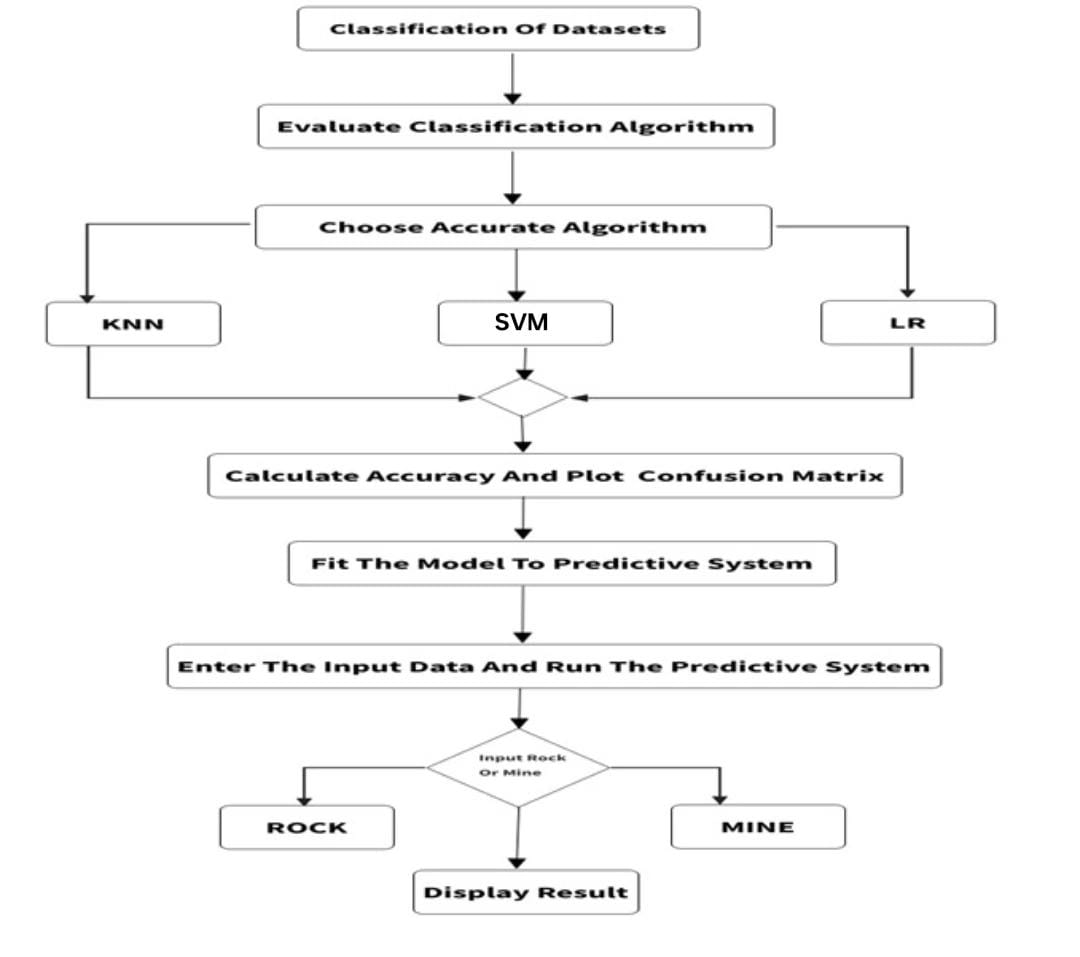 Classification Of Datasets
Evaluate Classification Algorithm
Choose Accurate Algorithm
KNN
SVM
LR
Calculate Accuracy And Plot Confusion Matrix
Fit The Model To Predictive System
Enter The Input Data And Run The Predictive System
Input Rock
Or Mine
ROCK
MINE
Display Result